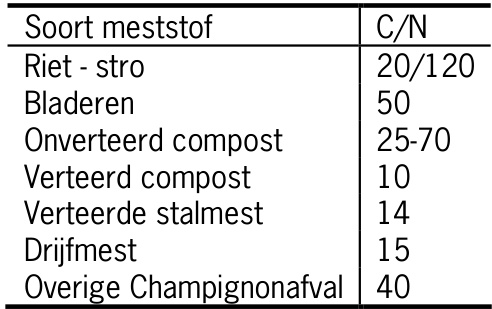 Soort meststof C/N
Riet - stro 20/120
Bladeren 50
Onverteerd compost 25-70
Verteerd compost 10
Verteerde stalmest 14
Drijfmest 15
Overige Champignonafval 40